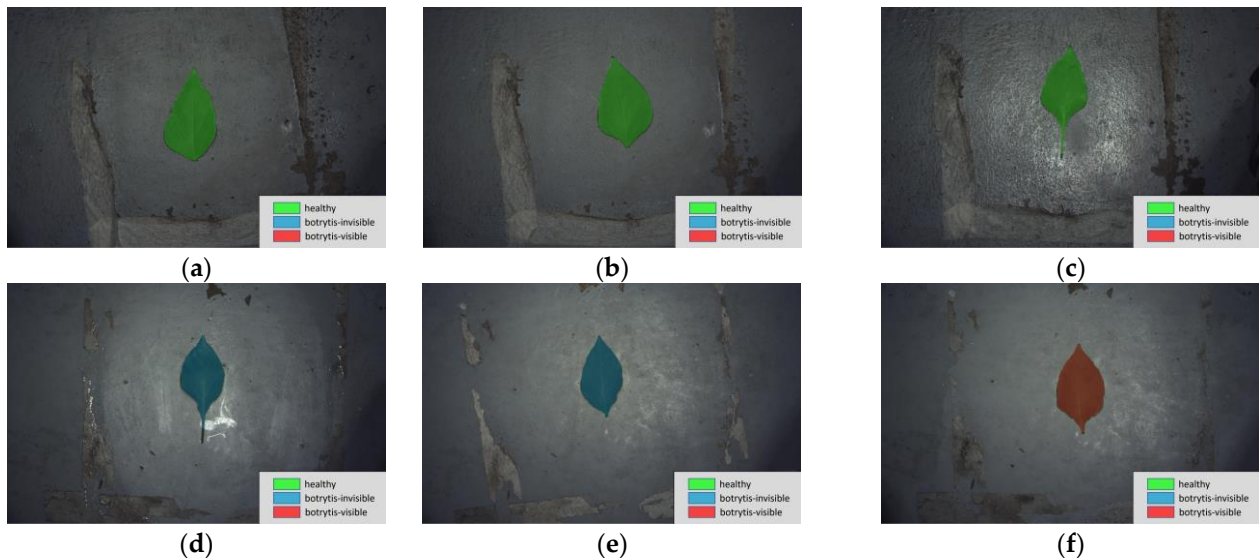 healthy
botrytis-invisible
botrytis-visible
healthy
botrytis-invisible
botrytis-visible
healthy
botrytis-invisible
botrytis-visible
(a)
(b)
(c)
healthy
botrytis-invisible
botrytis-visible
healthy
botrytis-invisible
botrytis-visible
healthy
botrytis-invisible
botrytis-visible
(d)
(e)
(f)